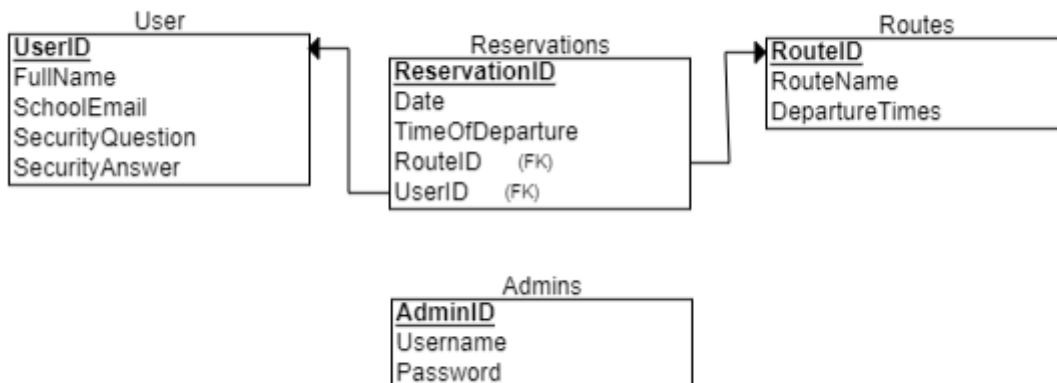 User
UserID
FullName
SchoolEmail
SecurityQuestion
SecurityAnswer
Reservations
ReservationID
Date
TimeOfDeparture
RouteID (FK)
UserID (FK)
Routes
RouteID
RouteName
DepartureTimes
Admins
AdminID
Username
Password